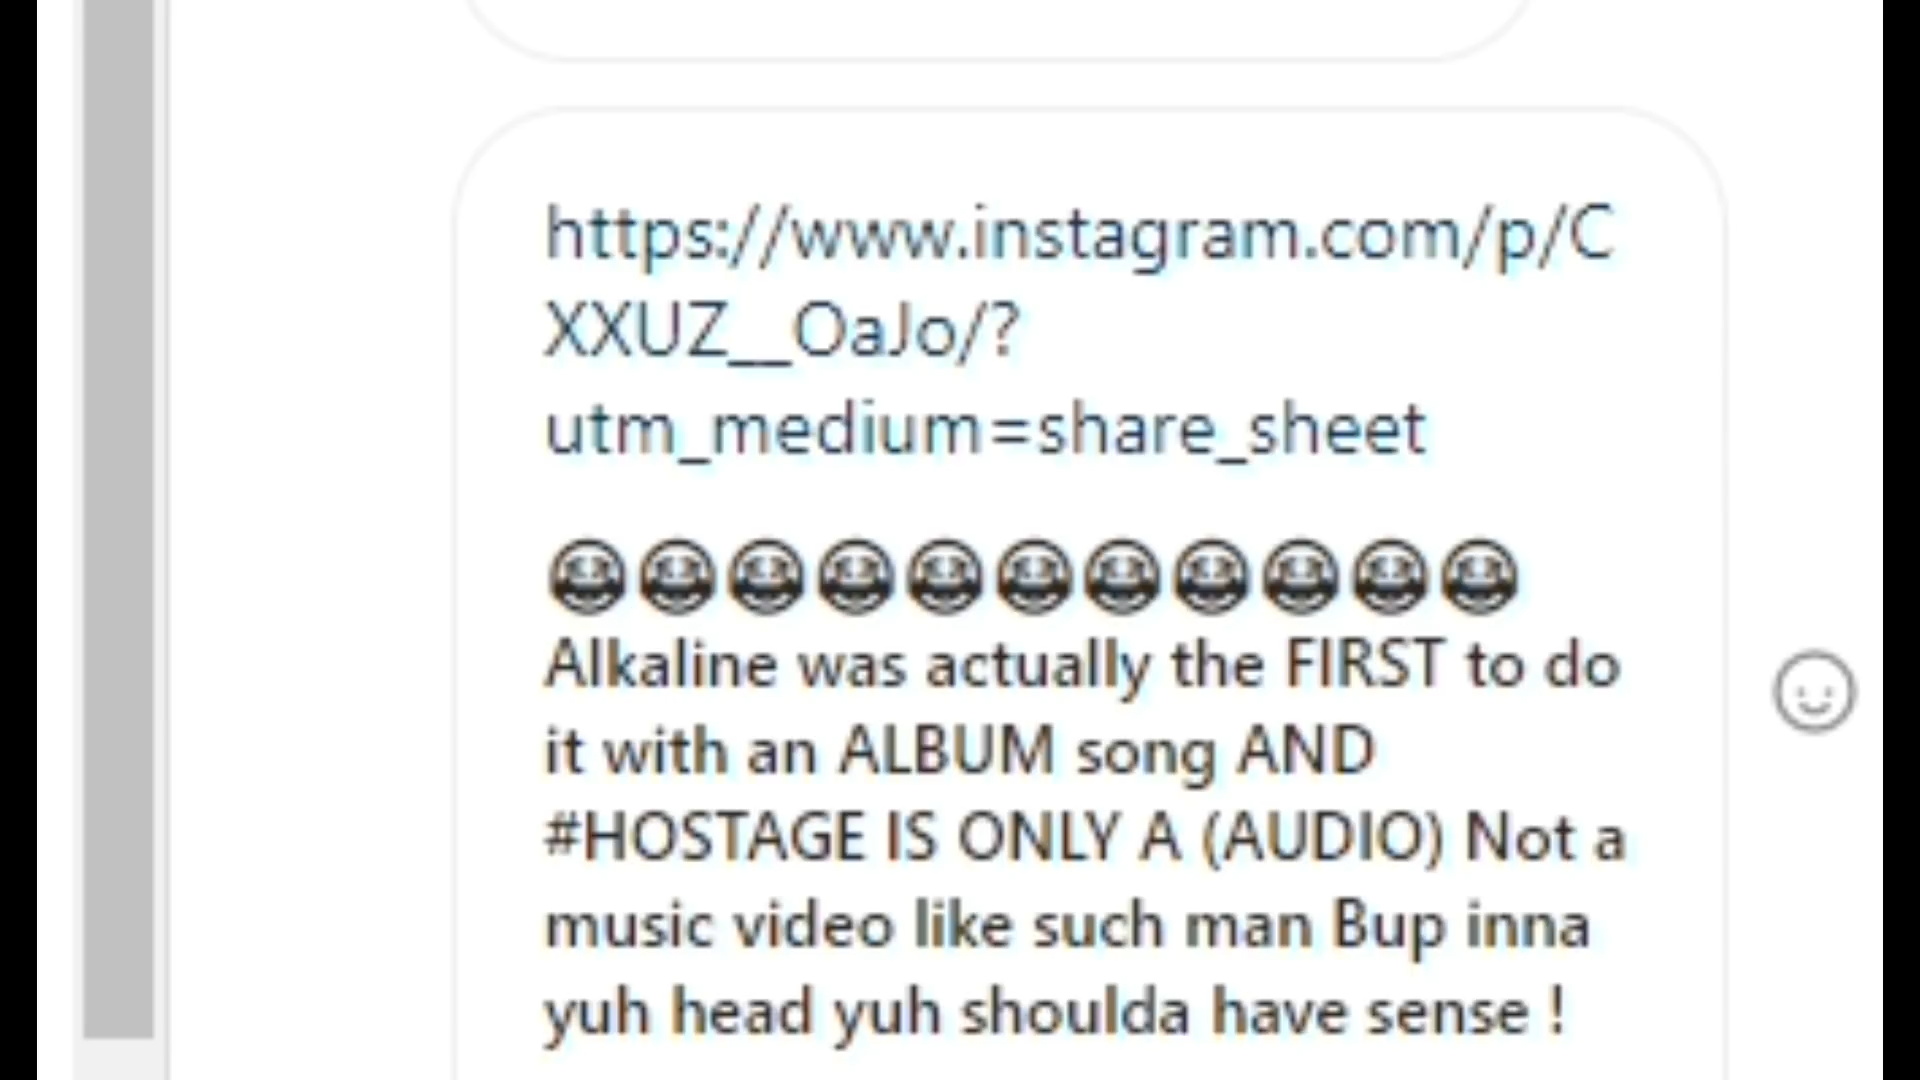 https://www.instagram.com/p/C
XXUZ__OaJo/?
utm_medium=share_sheet
😂😂😂😂😂😂😂😂😂😂😂
Alkaline was actually the FIRST to do
it with an ALBUM song AND
#HOSTAGE IS ONLY A (AUDIO) Not a
music video like such man Bup inna
yuh head yuh shoulda have sense !